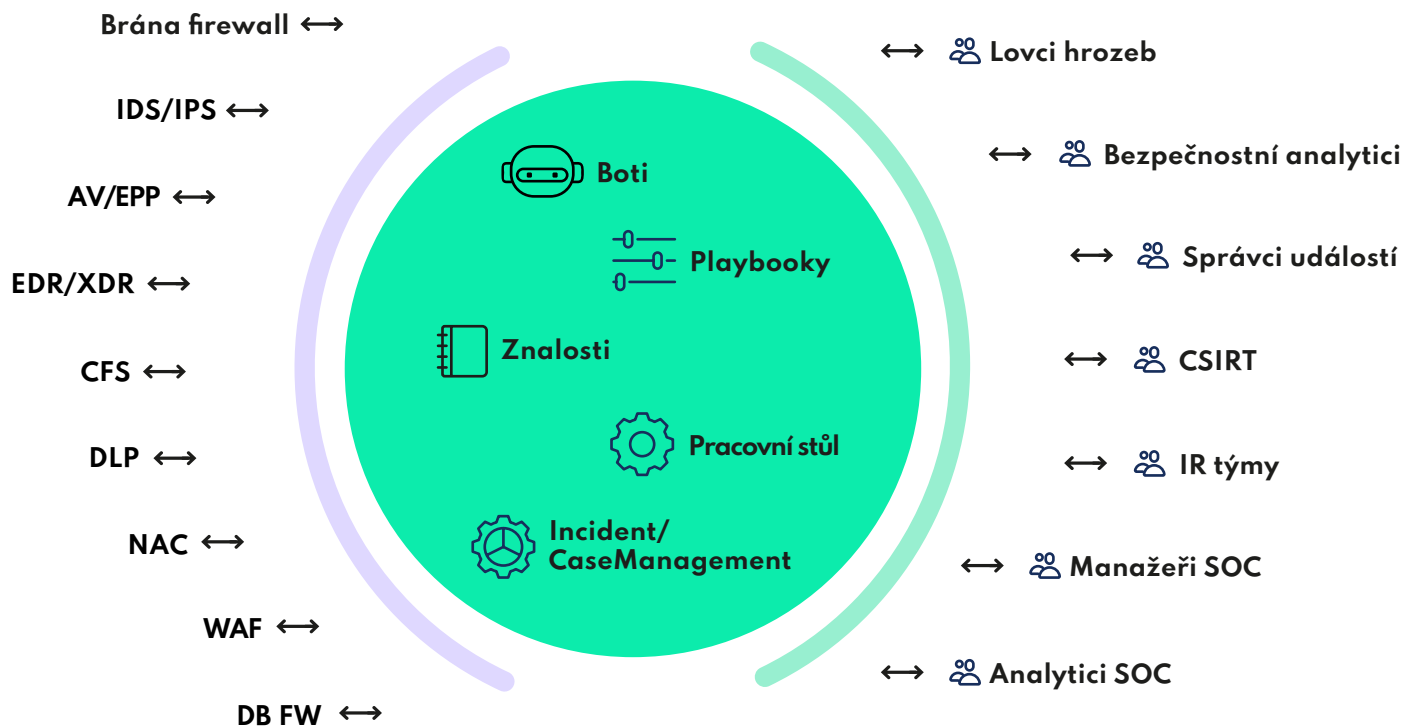 Brána firewall
IDS/IPS
AV/EPP
EDR/XDR
CFS
DLP
NAC
WAF
DB FW
Boti
Playbooky
Znalosti
Pracovní stůl
Incident/
CaseManagement
Lovci hrozeb
Bezpečnostní analytici
Správci událostí
CSIRT
IR týmy
Manažeři SOC
Analytici SOC